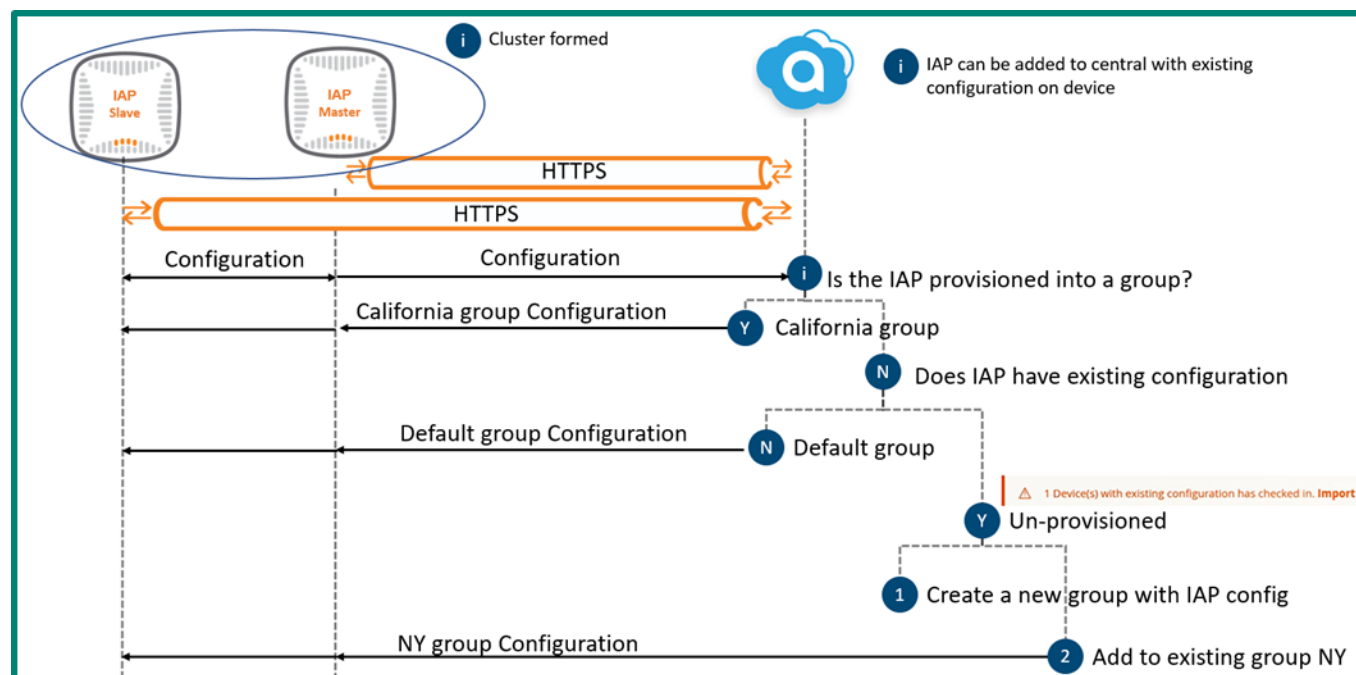 i Cluster formed
i IAP can be added to central with existing
configuration on device
IAP
Slave
IAP
Master
a
HTTPS
HTTPS
Configuration
Configuration
i Is the IAP provisioned into a group?
California group Configuration
Y California group
N Does IAP have existing configuration
Default group Configuration
N Default group
1 Device(s) with existing configuration has checked in. Import
Y Un-provisioned
1 Create a new group with IAP config
NY group Configuration
2 Add to existing group NY